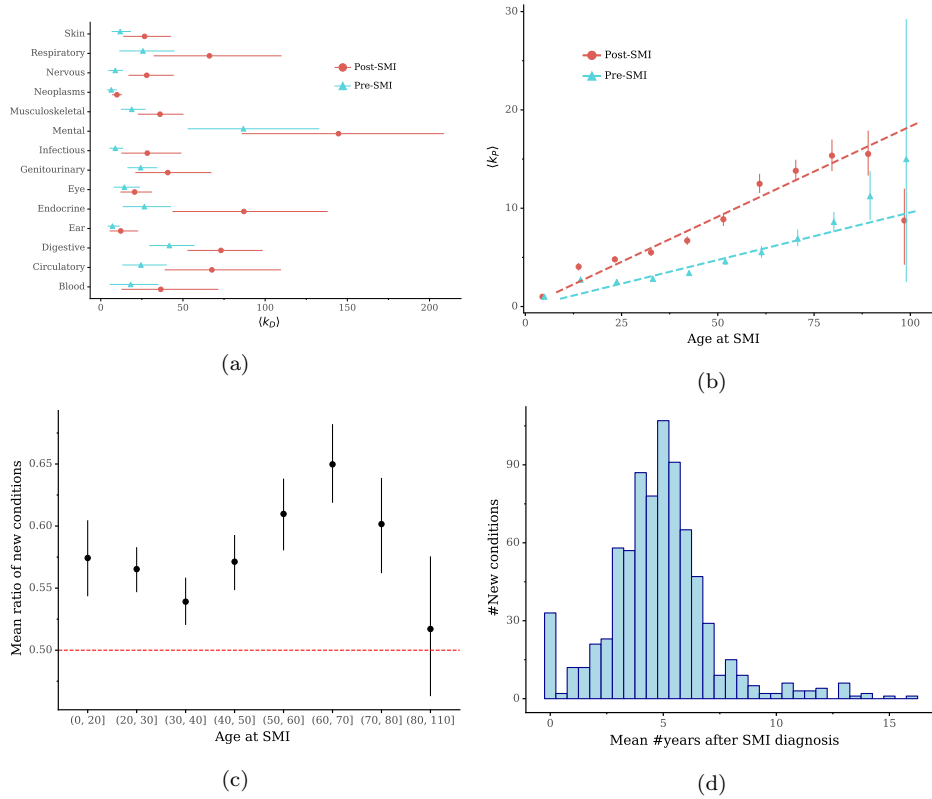 Skin
Respiratory
Nervous
Neoplasms
Musculoskeletal
Mental
Infectious
Genitourinary
Eye
Endocrine
Ear
Digestive
Circulatory
Blood
Post-SMI
Pre-SMI
0 50 100 150 200
⟨k_D⟩
(a)
30
20
10
0
⟨k_P⟩
Post-SMI
Pre-SMI
0 25 50 75 100
Age at SMI
(b)
Mean ratio of new conditions
0.65
0.60
0.55
0.50
(0, 20] (20, 30] (30, 40] (40, 50] (50, 60] (60, 70] (70, 80] (80, 110]
Age at SMI
(c)
#New conditions
90
60
30
0
0 5 10 15
Mean #years after SMI diagnosis
(d)